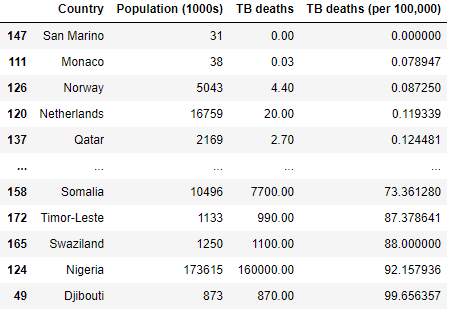 Country Population (1000s) TB deaths TB deaths (per 100,000)
147 San Marino 31 0.00 0.000000
111 Monaco 38 0.03 0.078947
126 Norway 5043 4.40 0.087250
120 Netherlands 16759 20.00 0.119339
137 Qatar 2169 2.70 0.124481
... ... ... ... ...
158 Somalia 10496 7700.00 73.361280
172 Timor-Leste 1133 990.00 87.378641
165 Swaziland 1250 1100.00 88.000000
124 Nigeria 173615 160000.00 92.157936
49 Djibouti 873 870.00 99.656357